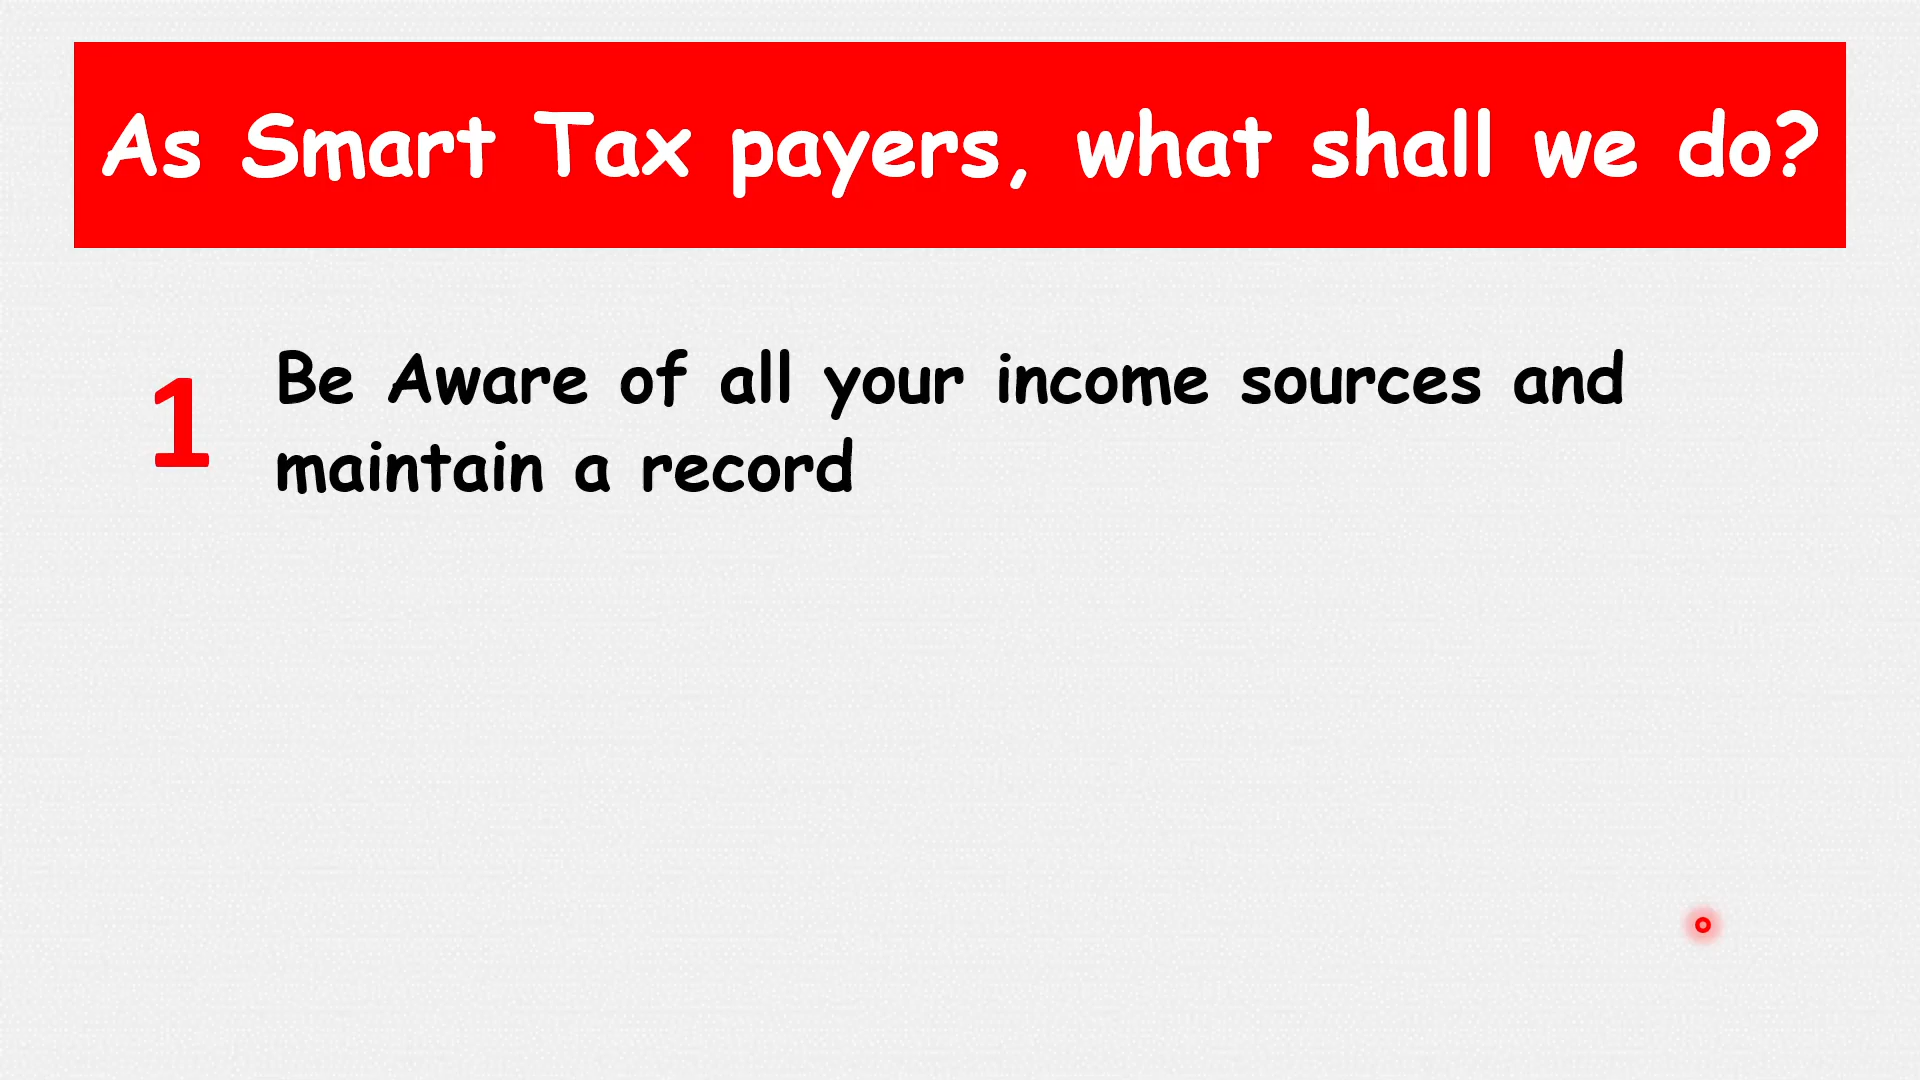 As Smart Tax payers, what shall we do?
1
Be Aware of all your income sources and
maintain a record